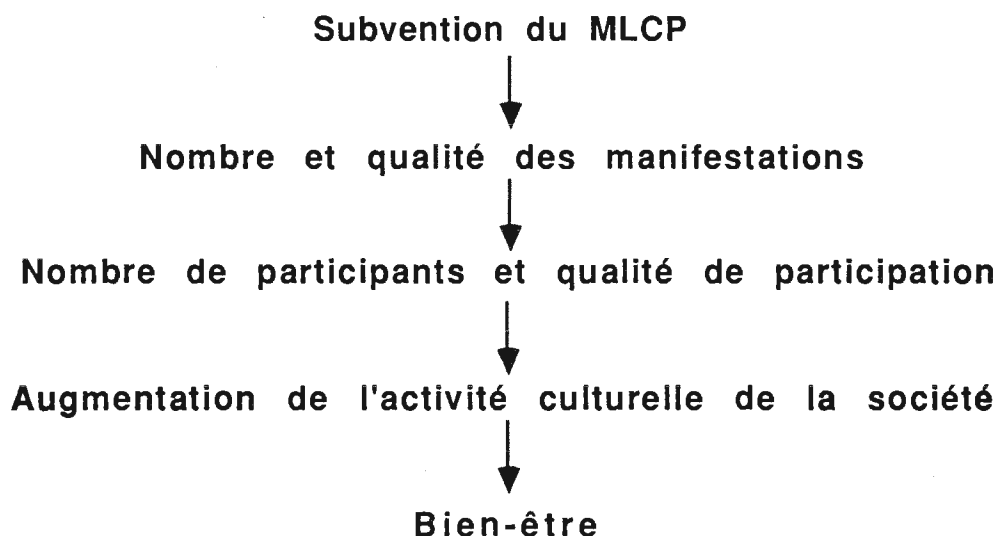 Subvention du MLCP
Nombre et qualité des manifestations
Nombre de participants et qualité de participation
Augmentation de l'activité culturelle de la société
Bien-être